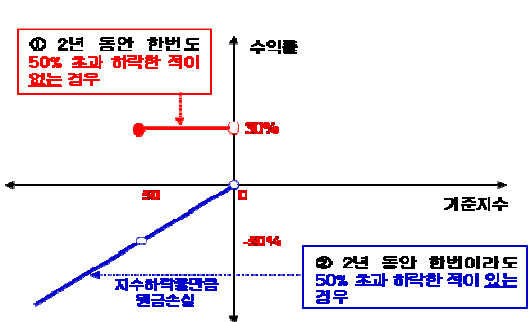 ① 2년 동안 한번도
50% 초과 하락한 적이
없는 경우
수익률
30%
50
0
기준지수
② 2년 동안 한번이라도
50% 초과 하락한 적이 있는
경우
지수하락률만큼
원금손실